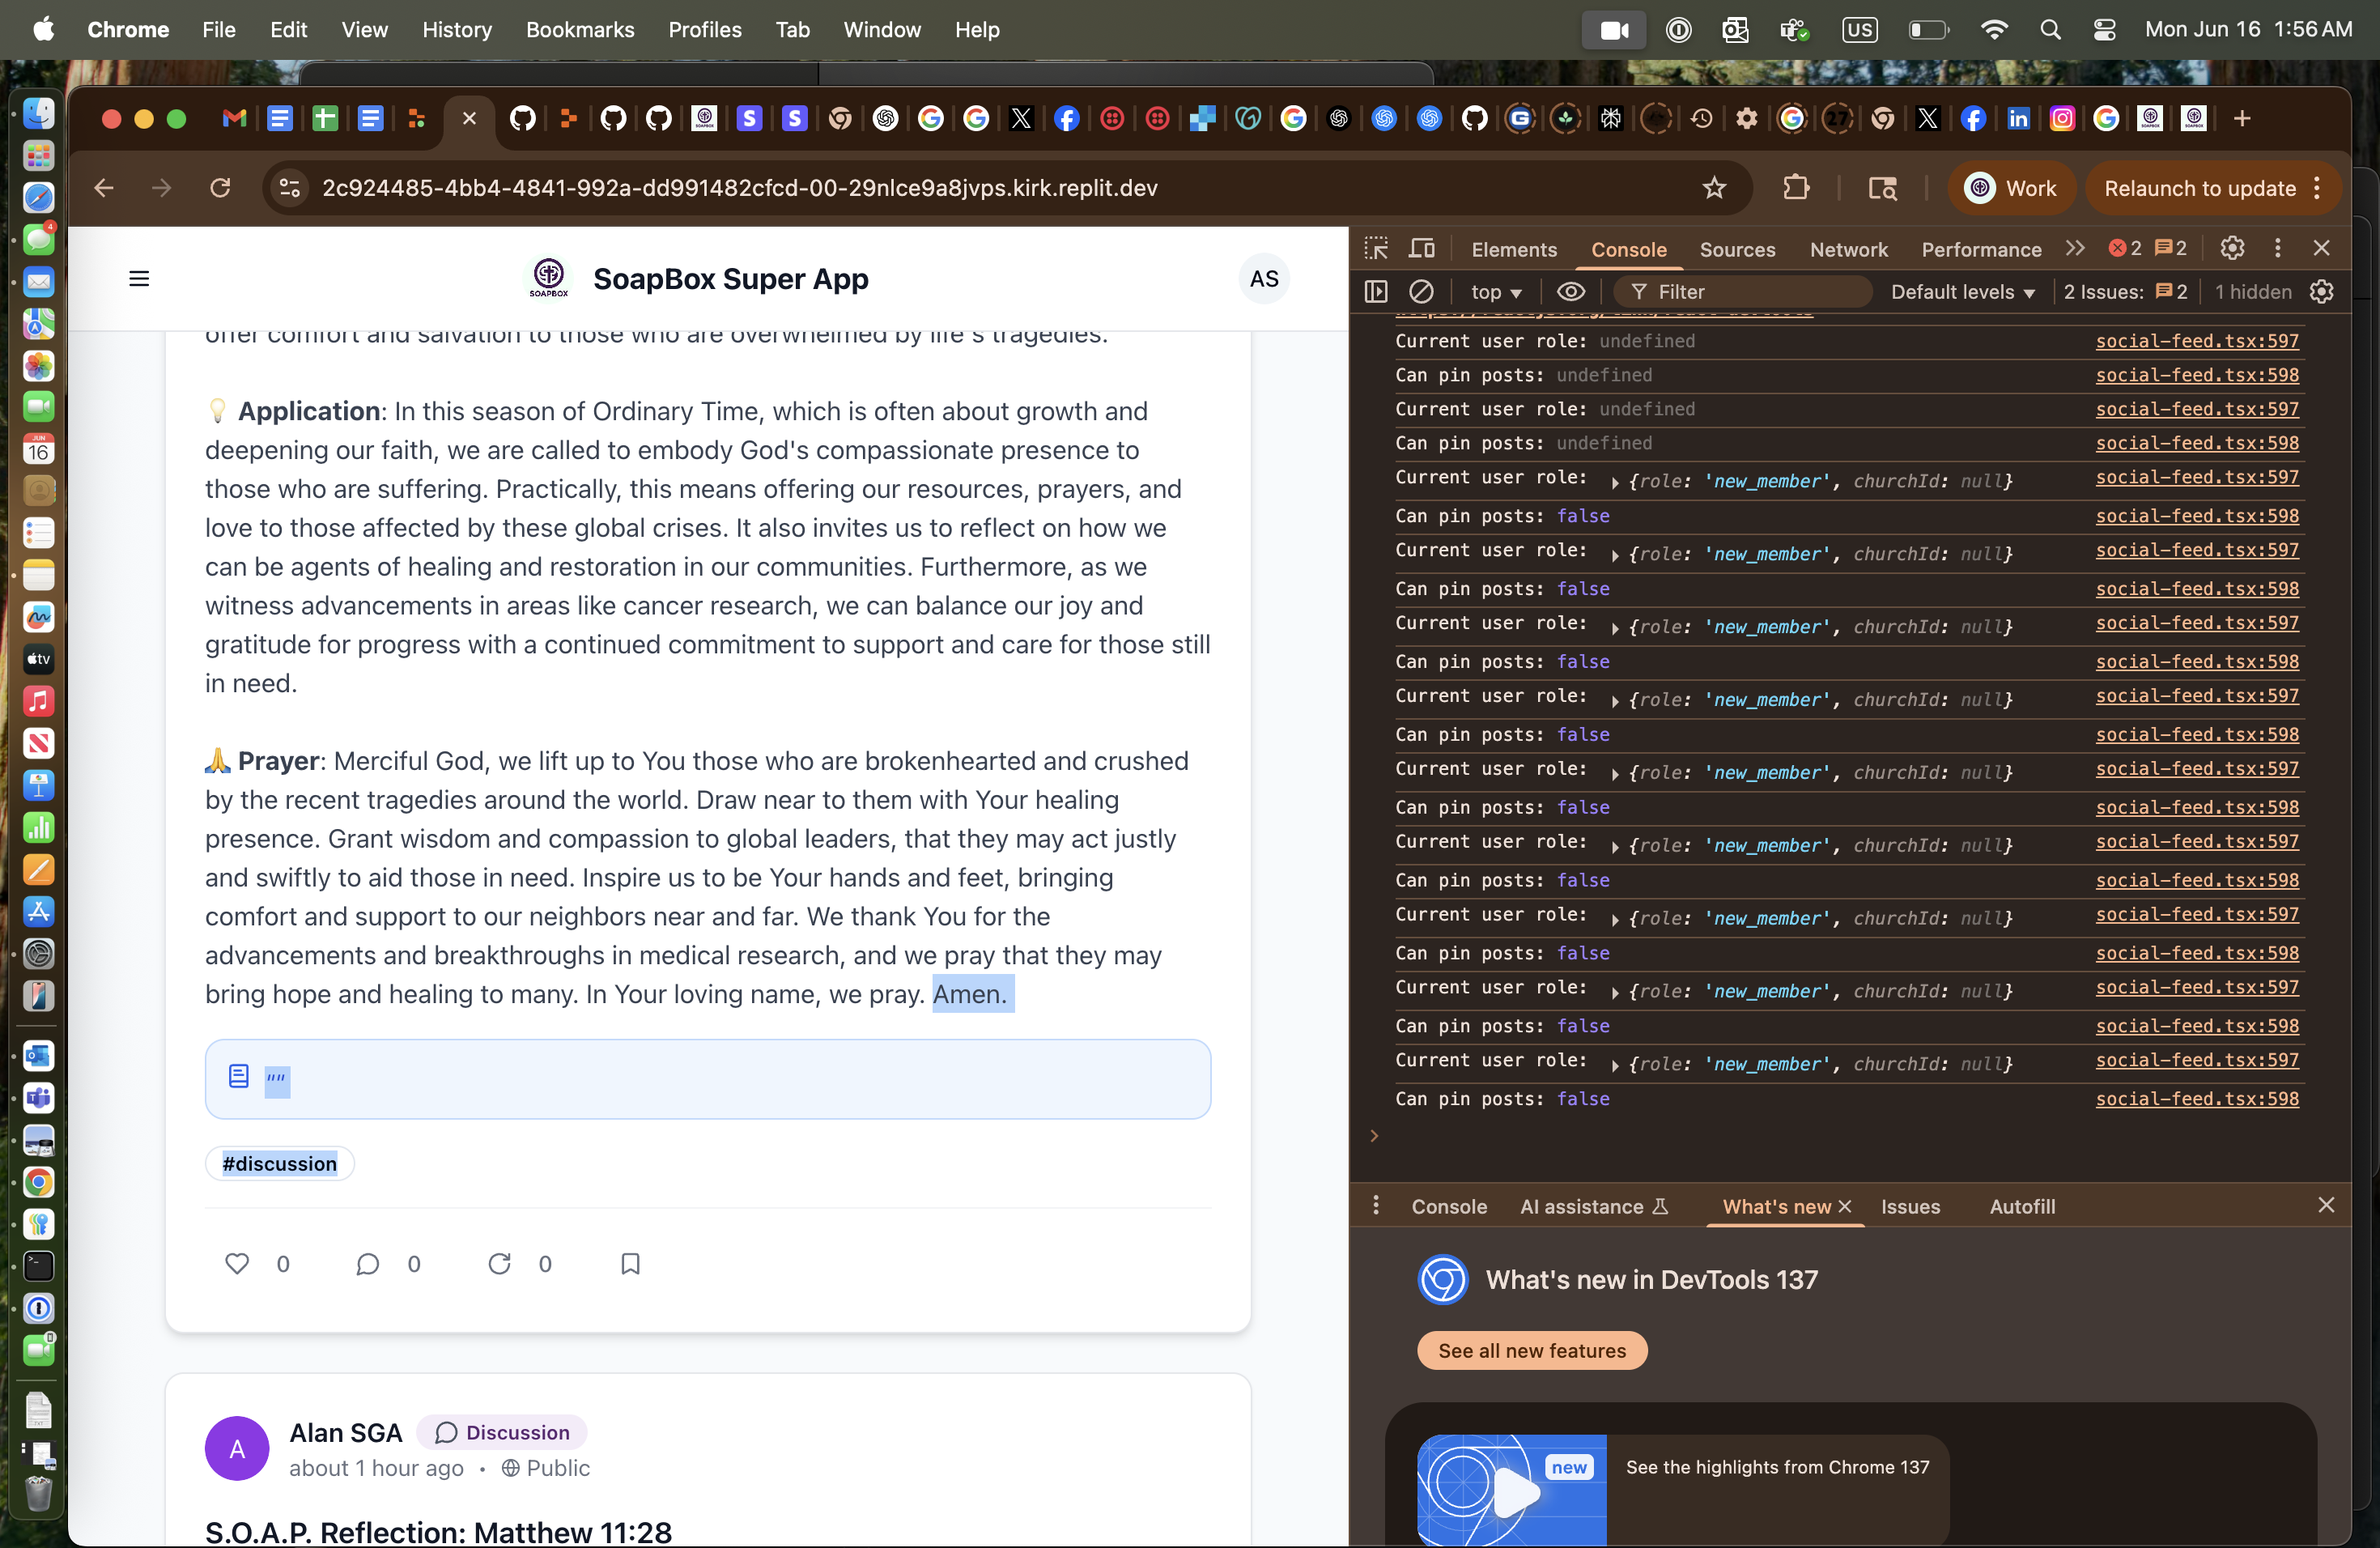 Chrome File Edit View History Bookmarks Profiles Tab Window Help US Mon Jun 16 1:56 AM
2c924485-4bb4-4841-992a-dd991482cfcd-00-29nlce9a8jvps.kirk.replit.dev Work Relaunch to update
SOAPBOX SoapBox Super App AS
offer comfort and salvation to those who are overwhelmed by life's tragedies.
💡 Application: In this season of Ordinary Time, which is often about growth and
deepening our faith, we are called to embody God's compassionate presence to
those who are suffering. Practically, this means offering our resources, prayers, and
love to those affected by these global crises. It also invites us to reflect on how we
can be agents of healing and restoration in our communities. Furthermore, as we
witness advancements in areas like cancer research, we can balance our joy and
gratitude for progress with a continued commitment to support and care for those still
in need.
🙏 Prayer: Merciful God, we lift up to You those who are brokenhearted and crushed
by the recent tragedies around the world. Draw near to them with Your healing
presence. Grant wisdom and compassion to global leaders, that they may act justly
and swiftly to aid those in need. Inspire us to be Your hands and feet, bringing
comfort and support to our neighbors near and far. We thank You for the
advancements and breakthroughs in medical research, and we pray that they may
bring hope and healing to many. In Your loving name, we pray. Amen.
""
#discussion
0 0 0
A Alan SGA Discussion
about 1 hour ago • Public
S.O.A.P. Reflection: Matthew 11:28
Elements Console Sources Network Performance 2 2
top Filter Default levels 2 Issues: 2 1 hidden
Current user role: undefined social-feed.tsx:597
Can pin posts: undefined social-feed.tsx:598
Current user role: undefined social-feed.tsx:597
Can pin posts: undefined social-feed.tsx:598
Current user role: {role: 'new_member', churchId: null} social-feed.tsx:597
Can pin posts: false social-feed.tsx:598
Current user role: {role: 'new_member', churchId: null} social-feed.tsx:597
Can pin posts: false social-feed.tsx:598
Current user role: {role: 'new_member', churchId: null} social-feed.tsx:597
Can pin posts: false social-feed.tsx:598
Current user role: {role: 'new_member', churchId: null} social-feed.tsx:597
Can pin posts: false social-feed.tsx:598
Current user role: {role: 'new_member', churchId: null} social-feed.tsx:597
Can pin posts: false social-feed.tsx:598
Current user role: {role: 'new_member', churchId: null} social-feed.tsx:597
Can pin posts: false social-feed.tsx:598
Current user role: {role: 'new_member', churchId: null} social-feed.tsx:597
Can pin posts: false social-feed.tsx:598
Current user role: {role: 'new_member', churchId: null} social-feed.tsx:597
Can pin posts: false social-feed.tsx:598
Current user role: {role: 'new_member', churchId: null} social-feed.tsx:597
Can pin posts: false social-feed.tsx:598
Console AI assistance What's new Issues Autofill
What's new in DevTools 137
See all new features
new See the highlights from Chrome 137
4
JUN
16
tv